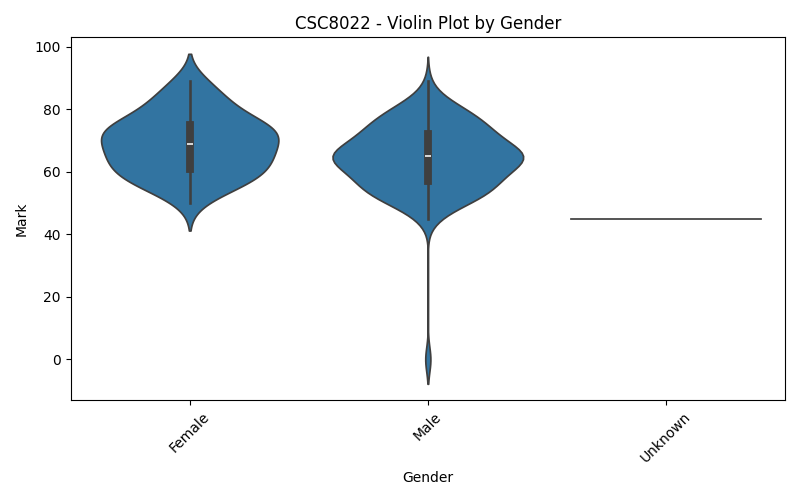 CSC8022 - Violin Plot by Gender
100
80
60
40
20
0
Mark
Female
Male
Unknown
Gender